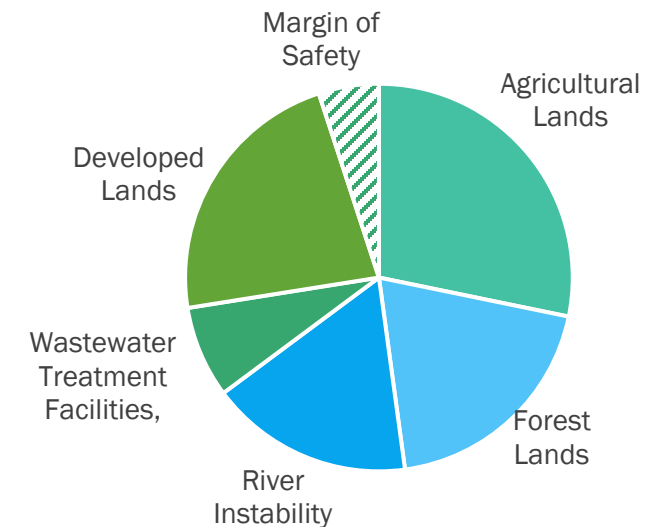 Margin of
Safety
Agricultural
Lands
Developed
Lands
Wastewater
Treatment
Facilities,
Forest
Lands
River
Instability